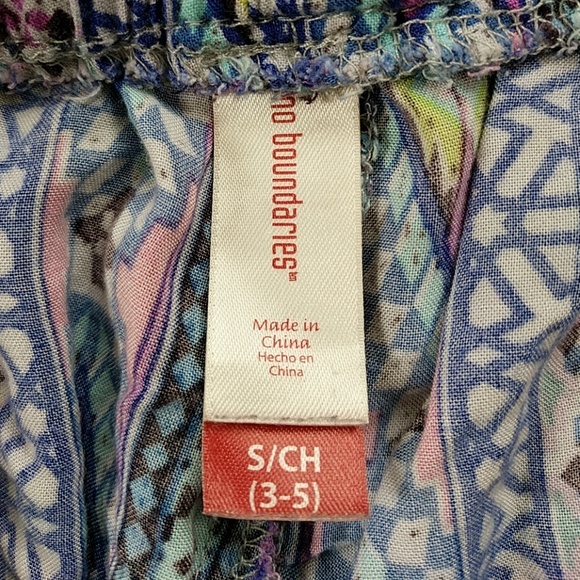 no boundaries
Made in
China
Hecho en
China
S/CH
(3-5)